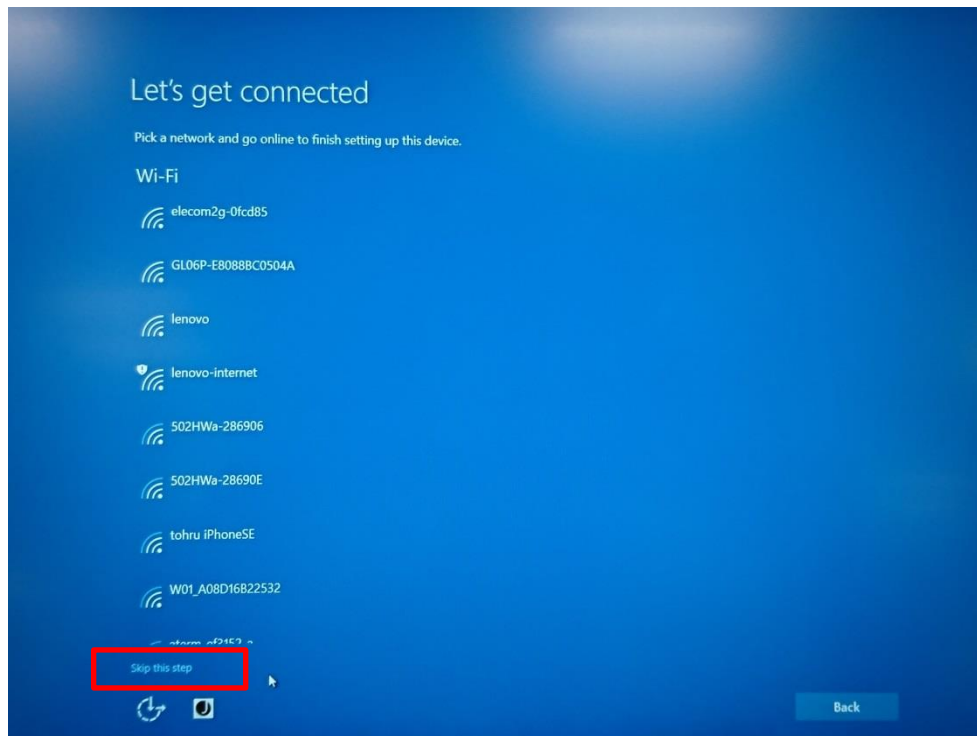 Let's get connected
Pick a network and go online to finish setting up this device.
Wi-Fi
elecom2g-0fcd85
GL06P-E8088BC0504A
lenovo
lenovo-internet
502HWa-286906
502HWa-28690E
tohru iPhoneSE
W01_A08D16B22532
Skip this step
Back